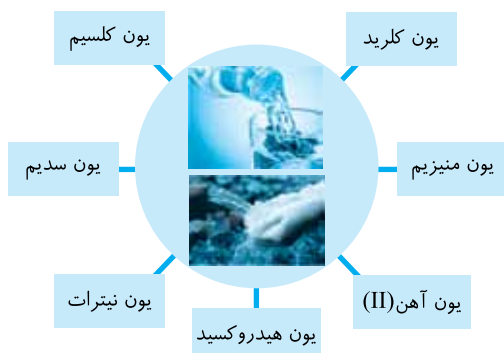 یون کلرید
یون کلسیم
یون منیزیم
یون سدیم
یون آهن(II)
یون نیترات
یون هیدروکسید